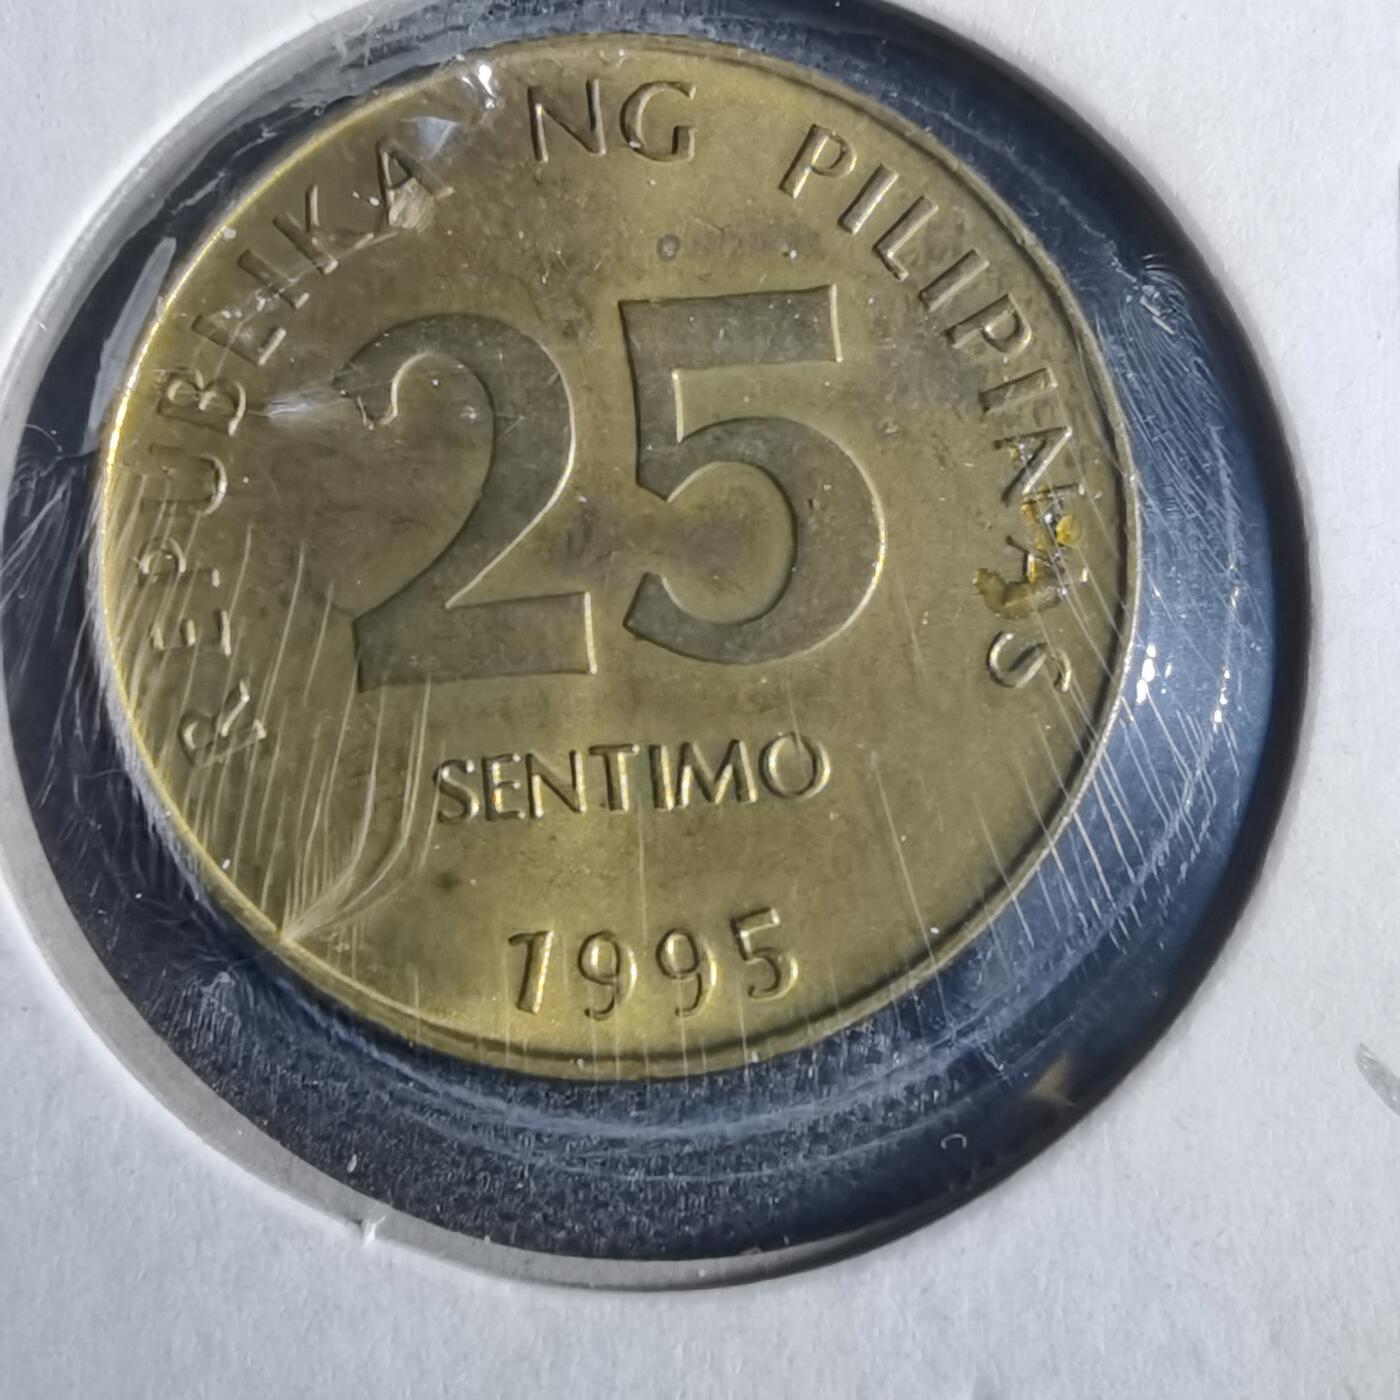 REPUBLIKA NG PILIPINAS
25
SENTIMO
1995